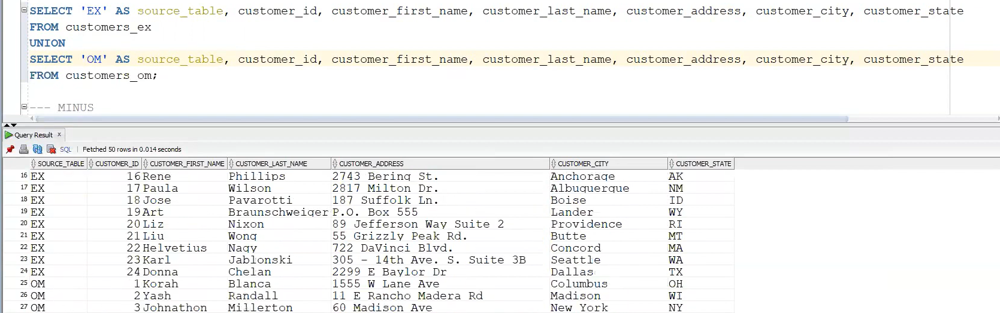 SELECT 'EX' AS source_table, customer_id, customer_first_name, customer_last_name, customer_address, customer_city, customer_state
FROM customers_ex
UNION
SELECT 'OM' AS source_table, customer_id, customer_first_name, customer_last_name, customer_address, customer_city, customer_state
FROM customers_om;
--- MINUS
Query Result x
SQL | Fetched 50 rows in 0.014 seconds
SOURCE_TABLE CUSTOMER_ID CUSTOMER_FIRST_NAME CUSTOMER_LAST_NAME CUSTOMER_ADDRESS CUSTOMER_CITY CUSTOMER_STATE
16 EX 16 Rene Phillips 2743 Bering St. Anchorage AK
17 EX 17 Paula Wilson 2817 Milton Dr. Albuquerque NM
18 EX 18 Jose Pavarotti 187 Suffolk Ln. Boise ID
19 EX 19 Art Braunschweiger P.O. Box 555 Lander WY
20 EX 20 Liz Nixon 89 Jefferson Way Suite 2 Providence RI
21 EX 21 Liu Wong 55 Grizzly Peak Rd. Butte MT
22 EX 22 Helvetius Nagy 722 DaVinci Blvd. Concord MA
23 EX 23 Karl Jablonski 305 - 14th Ave. S. Suite 3B Seattle WA
24 EX 24 Donna Chelan 2299 E Baylor Dr Dallas TX
25 OM 1 Korah Blanca 1555 W Lane Ave Columbus OH
26 OM 2 Yash Randall 11 E Rancho Madera Rd Madison WI
27 OM 3 Johnathon Millerton 60 Madison Ave New York NY